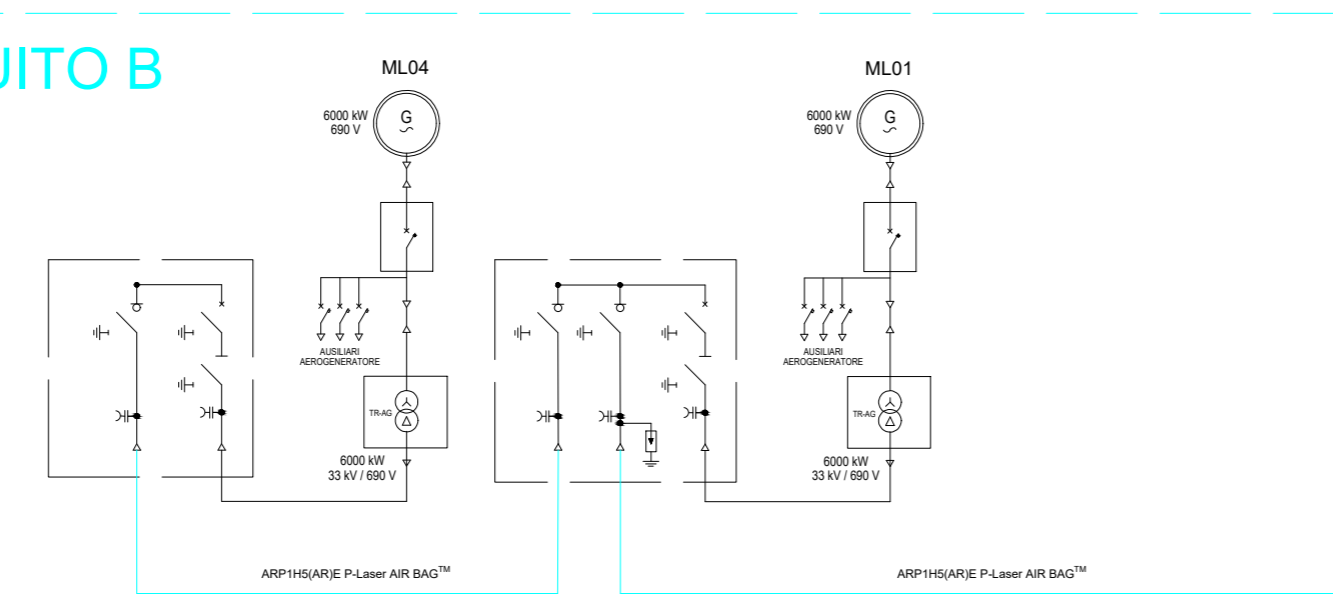 UITO B
ML04
6000 kW
690 V
G
AUSILIARI
AEROGENERATORE
TR-AG
6000 kW
33 kV / 690 V
ARP1H5(AR)E P-Laser AIR BAG™
ML01
6000 kW
690 V
G
AUSILIARI
AEROGENERATORE
TR-AG
6000 kW
33 kV / 690 V
ARP1H5(AR)E P-Laser AIR BAG™